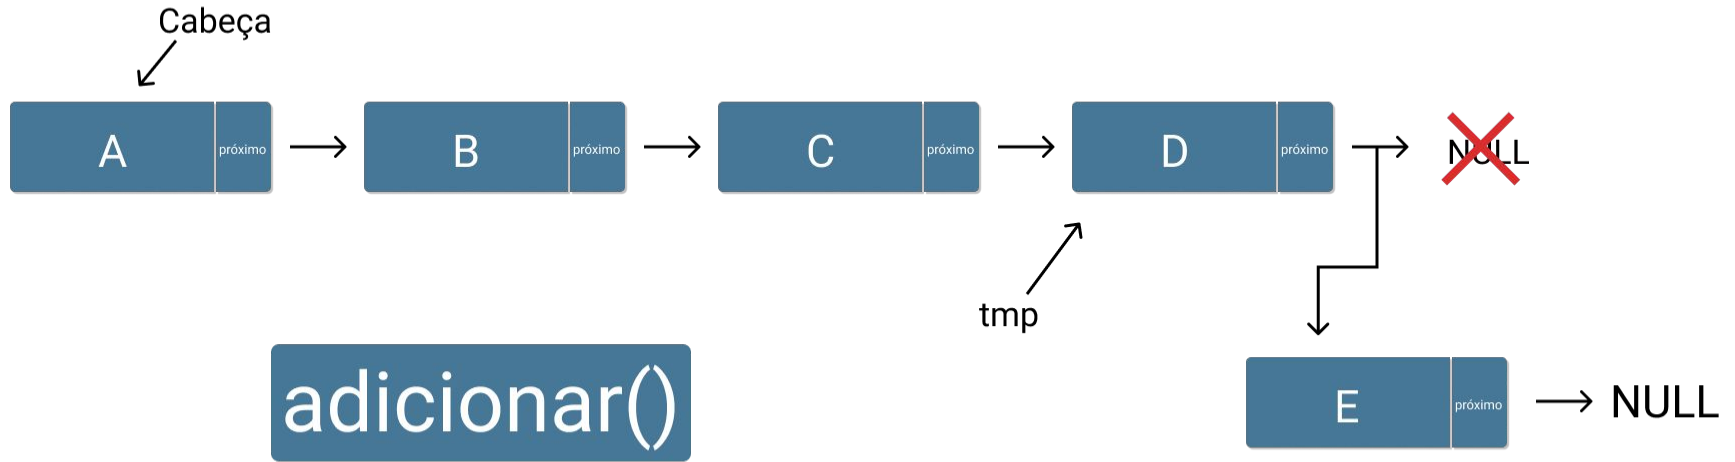 Cabeça
A próximo
B próximo
C próximo
D próximo
NULL
tmp
adicionar()
E próximo
NULL